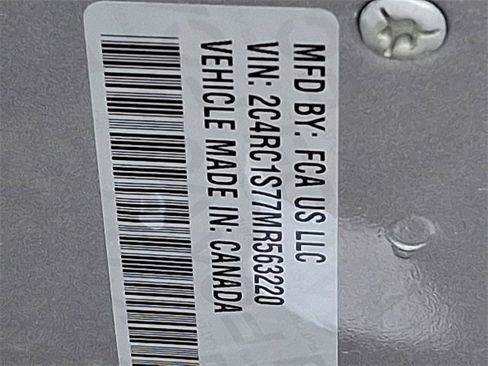 MFD BY: FCA US LLC
VIN: 2C4RC1S77MR563220
VEHICLE MADE IN: CANADA